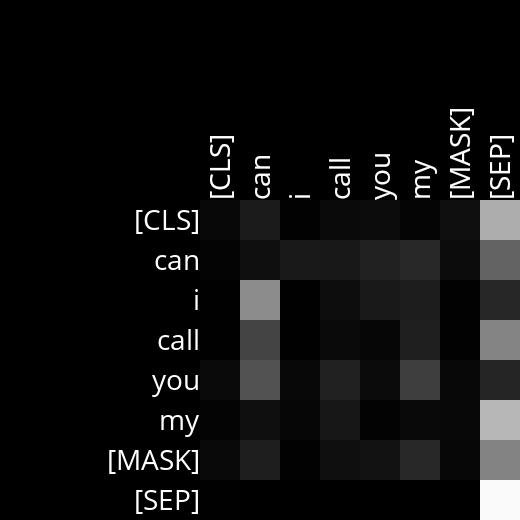 [CLS] can i call you my [MASK] [SEP]
[CLS]
can
i
call
you
my
[MASK]
[SEP]